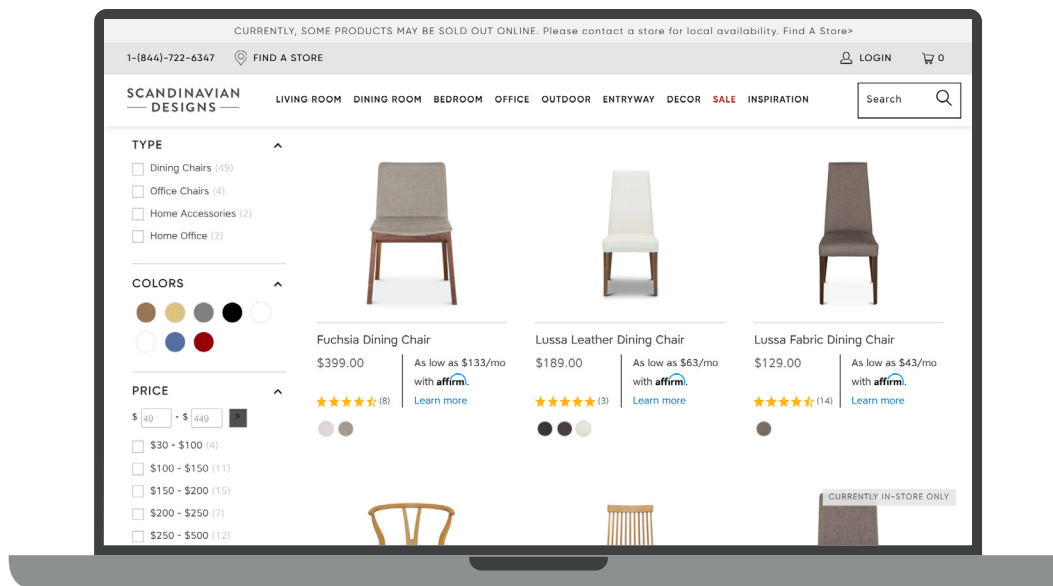 CURRENTLY, SOME PRODUCTS MAY BE SOLD OUT ONLINE. Please contact a store for local availability. Find A Store>
1-(844)-722-6347 FIND A STORE LOGIN 0
SCANDINAVIAN
DESIGNS
LIVING ROOM DINING ROOM BEDROOM OFFICE OUTDOOR ENTRYWAY DECOR SALE INSPIRATION
Search
TYPE
Dining Chairs (49)
Office Chairs (4)
Home Accessories (2)
Home Office (2)
COLORS
PRICE
$ 49 - $ 449
$30 - $100 (4)
$100 - $150 (11)
$150 - $200 (15)
$200 - $250 (7)
$250 - $500 (12)
Fuchsia Dining Chair
$399.00
As low as $133/mo
with affirm.
Learn more
(8)
Lussa Leather Dining Chair
$189.00
As low as $63/mo
with affirm.
Learn more
(3)
Lussa Fabric Dining Chair
$129.00
As low as $43/mo
with affirm.
Learn more
(14)
CURRENTLY IN-STORE ONLY